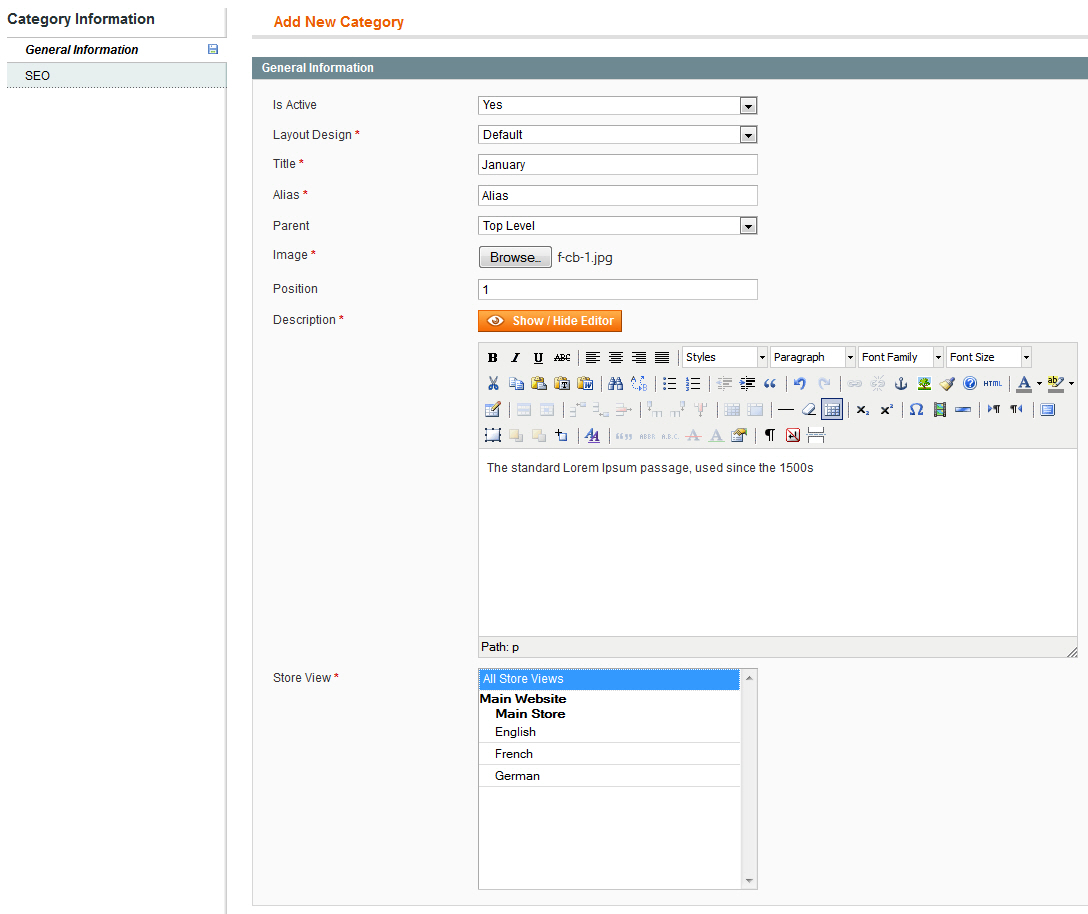 Category Information
General Information
SEO
Add New Category
General Information
Is Active Yes
Layout Design * Default
Title * January
Alias * Alias
Parent Top Level
Image * Browse... f-cb-1.jpg
Position 1
Description * Show / Hide Editor
B I U ABC Styles Paragraph Font Family Font Size
HTML A ab
x₂ x² Ω
A.B.C.
The standard Lorem Ipsum passage, used since the 1500s
Path: p
Store View * All Store Views
Main Website
Main Store
English
French
German